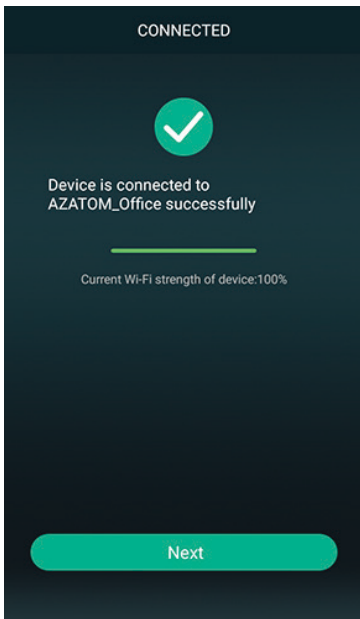 CONNECTED
Device is connected to
AZATOM_Office successfully
Current Wi-Fi strength of device:100%
Next